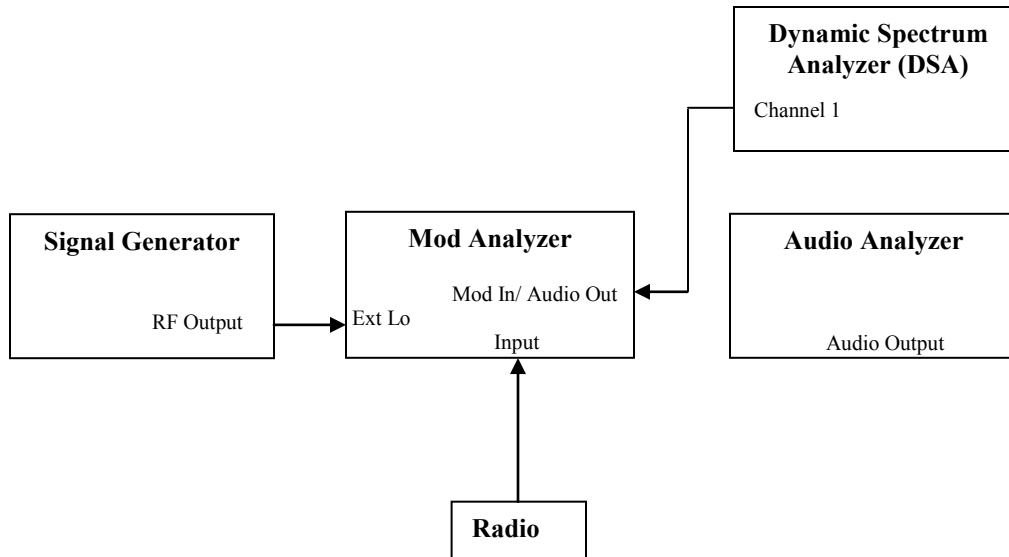 Dynamic Spectrum
Analyzer (DSA)
Channel 1
Signal Generator
RF Output
Mod Analyzer
Mod In/ Audio Out
Ext Lo
Input
Audio Analyzer
Audio Output
Radio